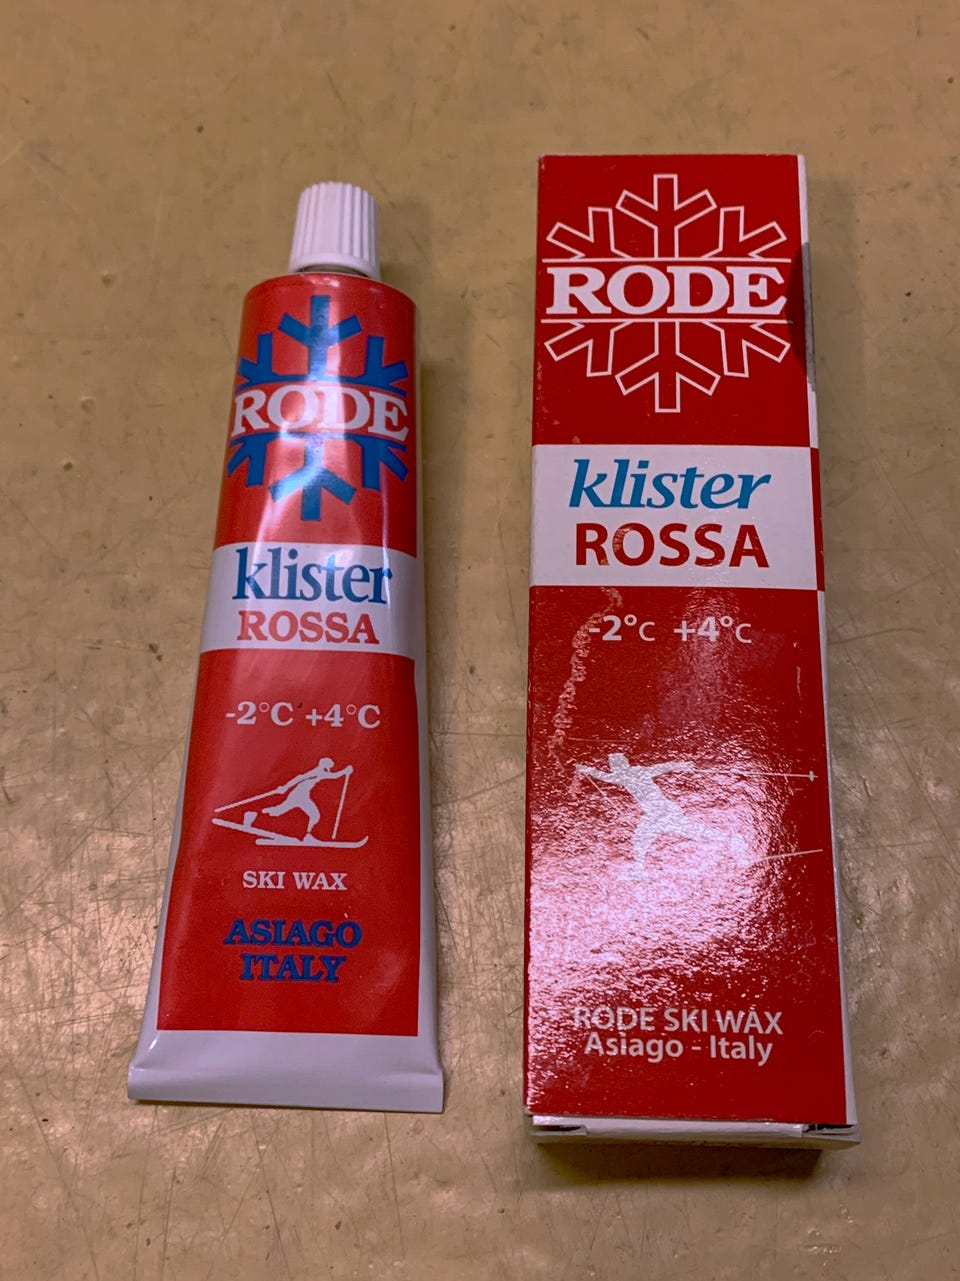 RODE
klister
ROSSA
-2°C +4°C
SKI WAX
ASIAGO
ITALY
RODE
klister
ROSSA
-2°C +4°C
RODE SKI WAX
Asiago - Italy